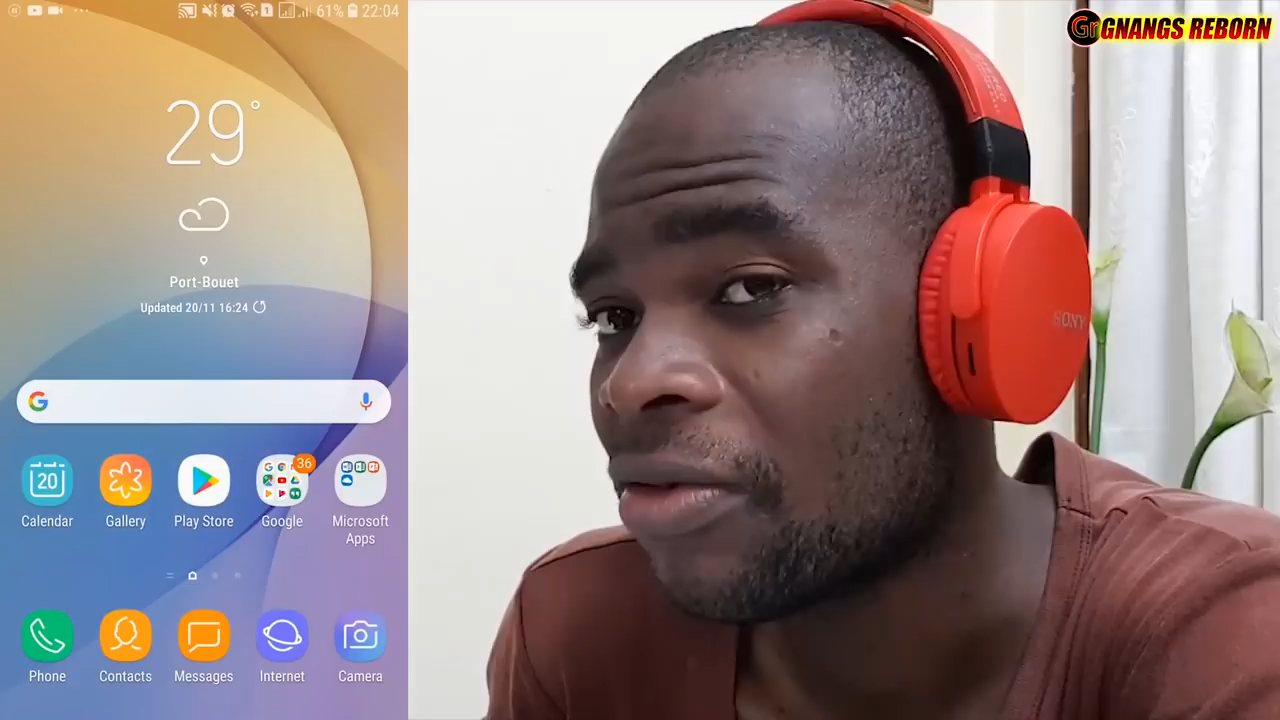 61% 22:04
29°
Port-Bouet
Updated 20/11 16:24
20
36
Calendar
Gallery
Play Store
Google
Microsoft
Apps
Phone
Contacts
Messages
Internet
Camera
SONY
Gr GNANGS REBORN